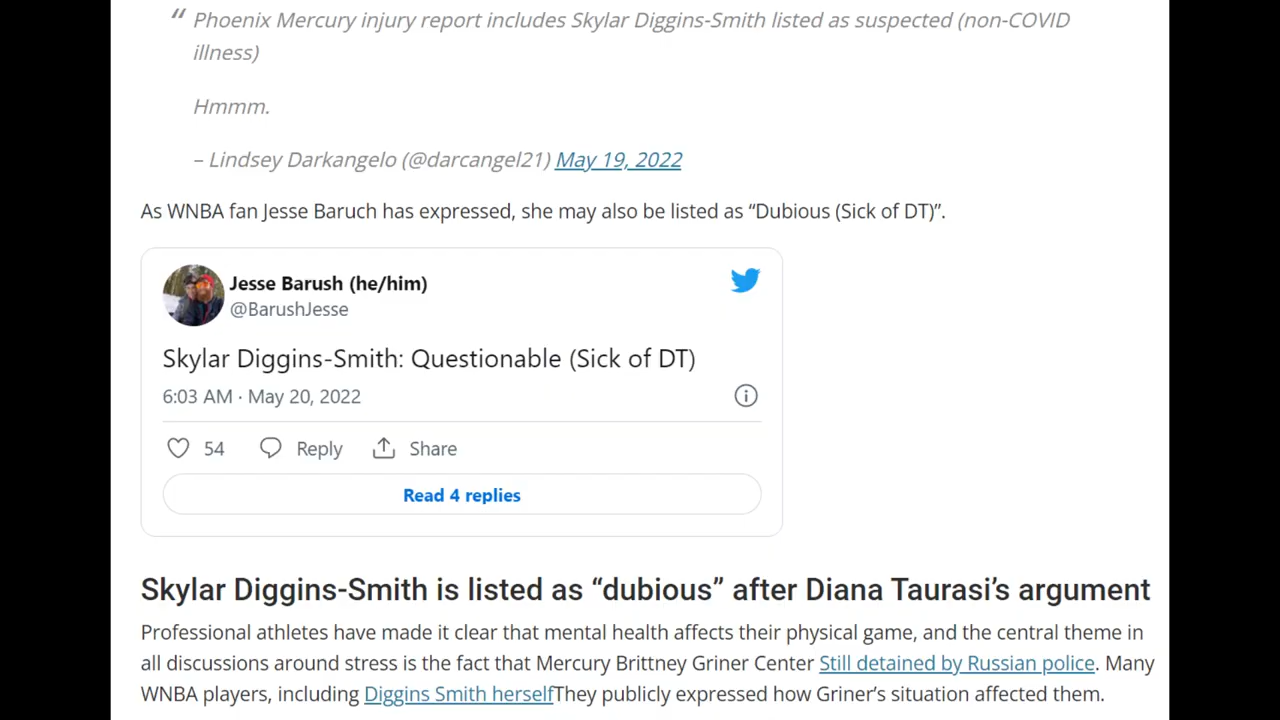 “ Phoenix Mercury injury report includes Skylar Diggins-Smith listed as suspected (non-COVID
illness)
Hmmm.
– Lindsey Darkangelo (@darcangel21) May 19, 2022
As WNBA fan Jesse Baruch has expressed, she may also be listed as “Dubious (Sick of DT)”.
Jesse Barush (he/him)
@BarushJesse
Skylar Diggins-Smith: Questionable (Sick of DT)
6:03 AM · May 20, 2022
54 Reply Share
Read 4 replies
Skylar Diggins-Smith is listed as “dubious” after Diana Taurasi’s argument
Professional athletes have made it clear that mental health affects their physical game, and the central theme in
all discussions around stress is the fact that Mercury Brittney Griner Center Still detained by Russian police. Many
WNBA players, including Diggins Smith herselfThey publicly expressed how Griner’s situation affected them.